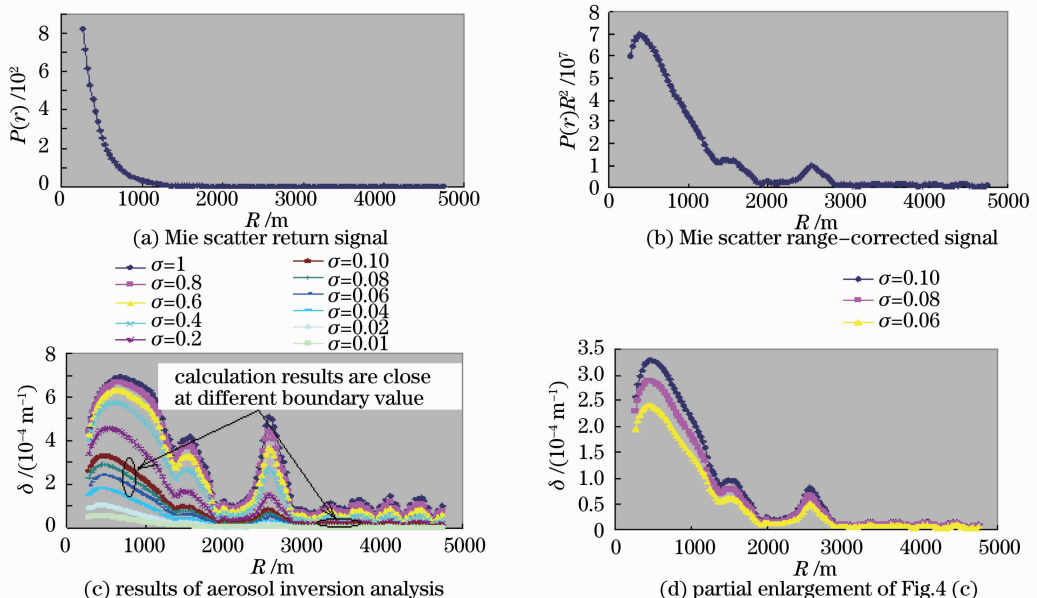 P(r) /10²
8
6
4
2
0
0 1000 2000 3000 4000 5000
R /m
(a) Mie scatter return signal
P(r)R² /10⁷
8
7
6
5
4
3
2
1
0
0 1000 2000 3000 4000 5000
R /m
(b) Mie scatter range-corrected signal
σ=1
σ=0.8
σ=0.6
σ=0.4
σ=0.2
σ=0.10
σ=0.08
σ=0.06
σ=0.04
σ=0.02
σ=0.01
δ /(10⁻⁴ m⁻¹)
8
6
4
2
0
calculation results are close
at different boundary value
0 1000 2000 3000 4000 5000
R /m
(c) results of aerosol inversion analysis
σ=0.10
σ=0.08
σ=0.06
δ /(10⁻⁴ m⁻¹)
3.5
3.0
2.5
2.0
1.5
1.0
0.5
0
0 1000 2000 3000 4000 5000
R /m
(d) partial enlargement of Fig.4 (c)